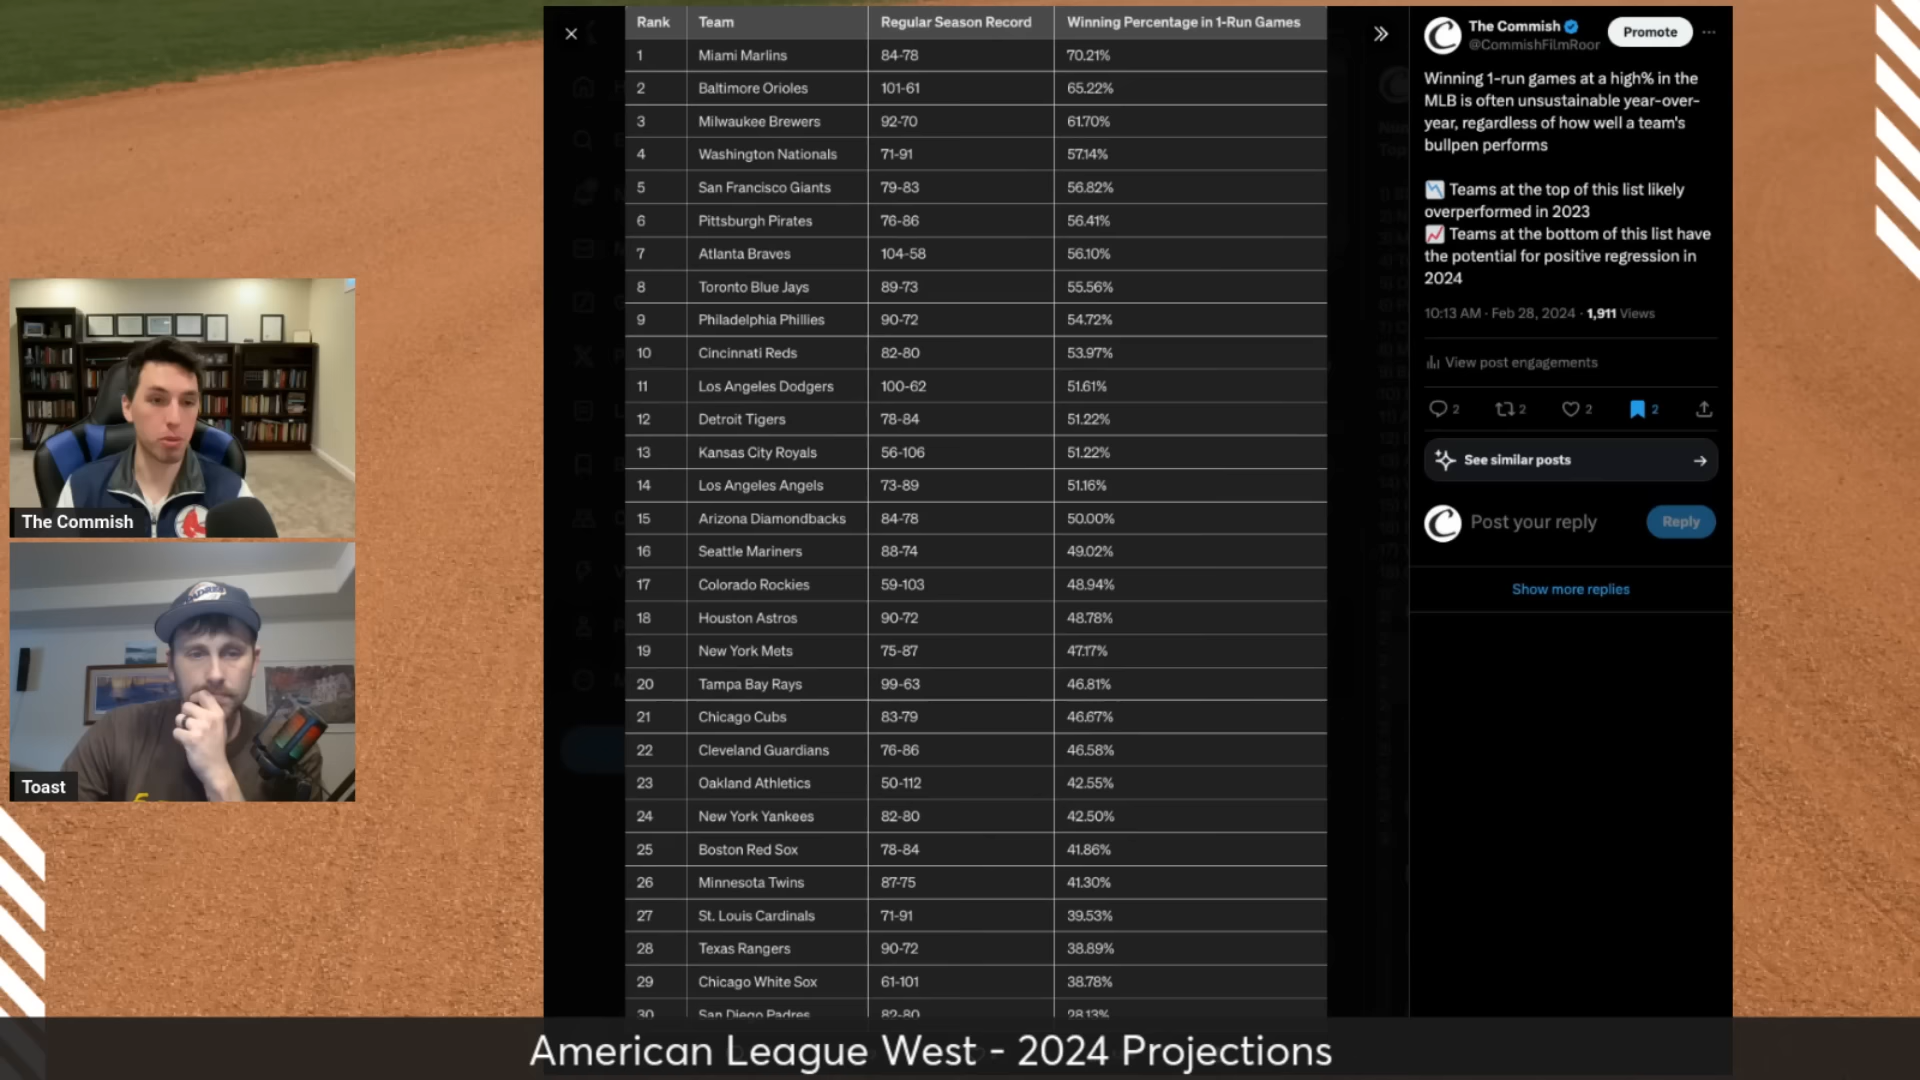 Rank Team Regular Season Record Winning Percentage in 1-Run Games
1 Miami Marlins 84-78 70.21%
2 Baltimore Orioles 101-61 65.22%
3 Milwaukee Brewers 92-70 61.70%
4 Washington Nationals 71-91 57.14%
5 San Francisco Giants 79-83 56.82%
6 Pittsburgh Pirates 76-86 56.41%
7 Atlanta Braves 104-58 56.10%
8 Toronto Blue Jays 89-73 55.56%
9 Philadelphia Phillies 90-72 54.72%
10 Cincinnati Reds 82-80 53.97%
11 Los Angeles Dodgers 100-62 51.61%
12 Detroit Tigers 78-84 51.22%
13 Kansas City Royals 56-106 51.22%
14 Los Angeles Angels 73-89 51.16%
15 Arizona Diamondbacks 84-78 50.00%
16 Seattle Mariners 88-74 49.02%
17 Colorado Rockies 59-103 48.94%
18 Houston Astros 90-72 48.78%
19 New York Mets 75-87 47.17%
20 Tampa Bay Rays 99-63 46.81%
21 Chicago Cubs 83-79 46.67%
22 Cleveland Guardians 76-86 46.58%
23 Oakland Athletics 50-112 42.55%
24 New York Yankees 82-80 42.50%
25 Boston Red Sox 78-84 41.86%
26 Minnesota Twins 87-75 41.30%
27 St. Louis Cardinals 71-91 39.53%
28 Texas Rangers 90-72 38.89%
29 Chicago White Sox 61-101 38.78%
30 San Diego Padres 82-80 28.13%
The Commish
Promote
@CommishFilmRoor
Winning 1-run games at a high% in the
MLB is often unsustainable year-over-
year, regardless of how well a team's
bullpen performs
Teams at the top of this list likely
overperformed in 2023
Teams at the bottom of this list have
the potential for positive regression in
2024
10:13 AM · Feb 28, 2024 · 1,911 Views
View post engagements
2 2 2 2
See similar posts
Post your reply
Reply
Show more replies
The Commish
Toast
American League West - 2024 Projections